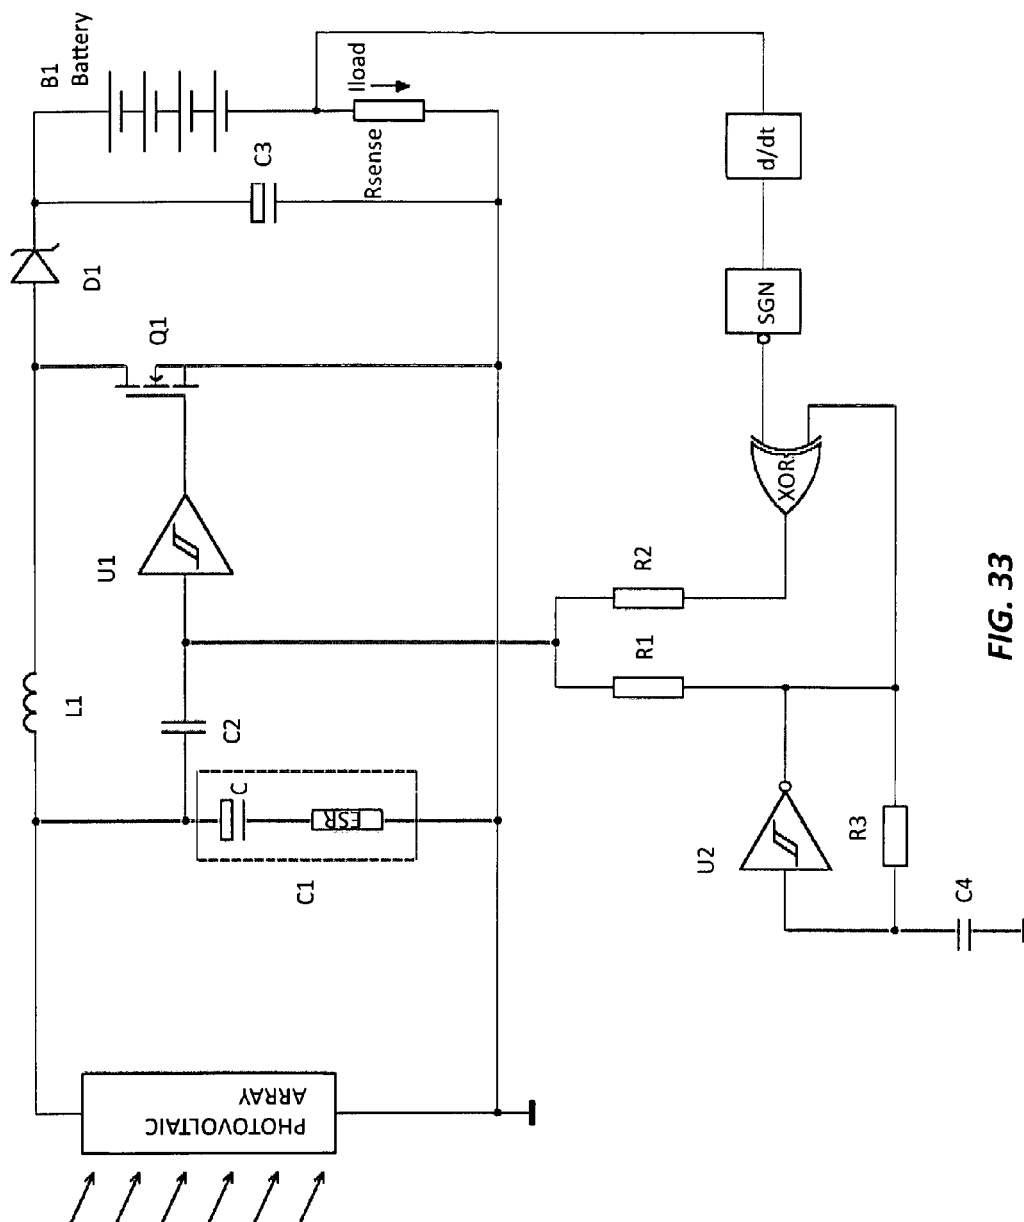 B1
Battery
Iload
Rsense
C3
D1
Q1
U1
L1
C2
C
ESR
C1
PHOTOVOLTAIC
ARRAY
d/dt
SGN
XOR
R2
R1
U2
R3
C4
FIG. 33